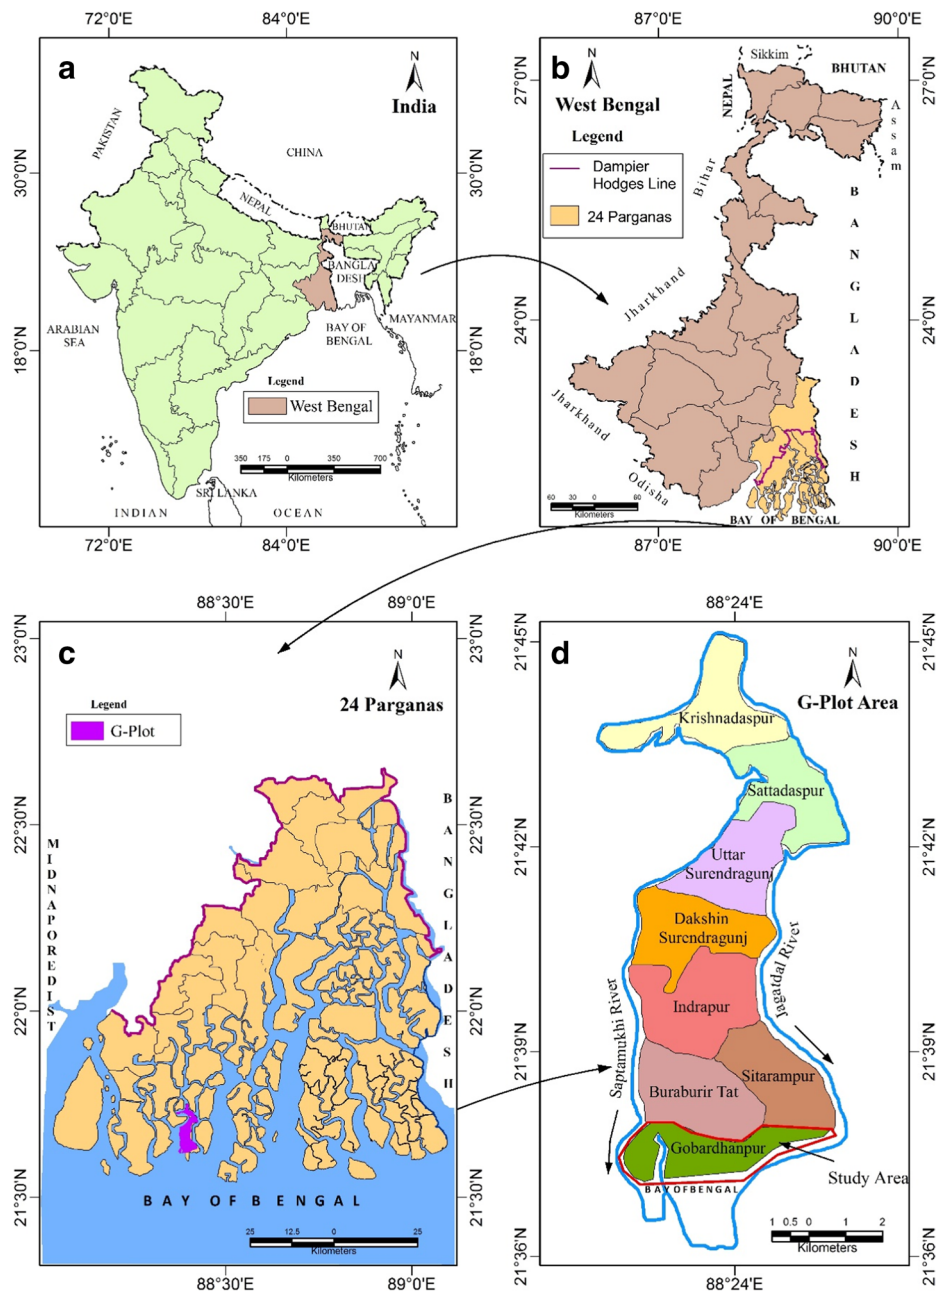 72°0'E
84°0'E
a
N
India
PAKISTAN
CHINA
NEPAL
BHUTAN
BANGLA
DESH
ARABIAN
SEA
BAY OF
BENGAL
MAYANMAR
Legend
West Bengal
350 175 0 350 700
Kilometers
SRI LANKA
INDIAN OCEAN
30°0'N
18°0'N
30°0'N
18°0'N
72°0'E
84°0'E
87°0'E
90°0'E
b
N
West Bengal
Legend
Dampier
Hodges Line
24 Parganas
Sikkim
BHUTAN
NEPAL
Assam
Bihar
BANGLADESH
Jharkhand
Jharkhand
Odisha
60 30 0 60
Kilometers
BAY OF BENGAL
27°0'N
24°0'N
27°0'N
24°0'N
87°0'E
90°0'E
88°30'E
89°0'E
c
N
24 Parganas
Legend
G-Plot
MIDNAPOREDIST
BANGLADESH
BAY OF BENGAL
25 12.5 0 25
Kilometers
23°0'N
22°30'N
22°0'N
21°30'N
23°0'N
22°30'N
22°0'N
21°30'N
88°30'E
89°0'E
88°24'E
d
N
G-Plot Area
Krishnadaspur
Sattadaspur
Uttar
Surendragunj
Dakshin
Surendragunj
Indrapur
Jagatdal River
Saptamukhi River
Sitarampur
Buraburir Tat
Gobardhanpur
Study Area
BAY OF BENGAL
1 0.5 0 1 2
Kilometers
21°45'N
21°42'N
21°39'N
21°36'N
21°45'N
21°42'N
21°39'N
21°36'N
88°24'E